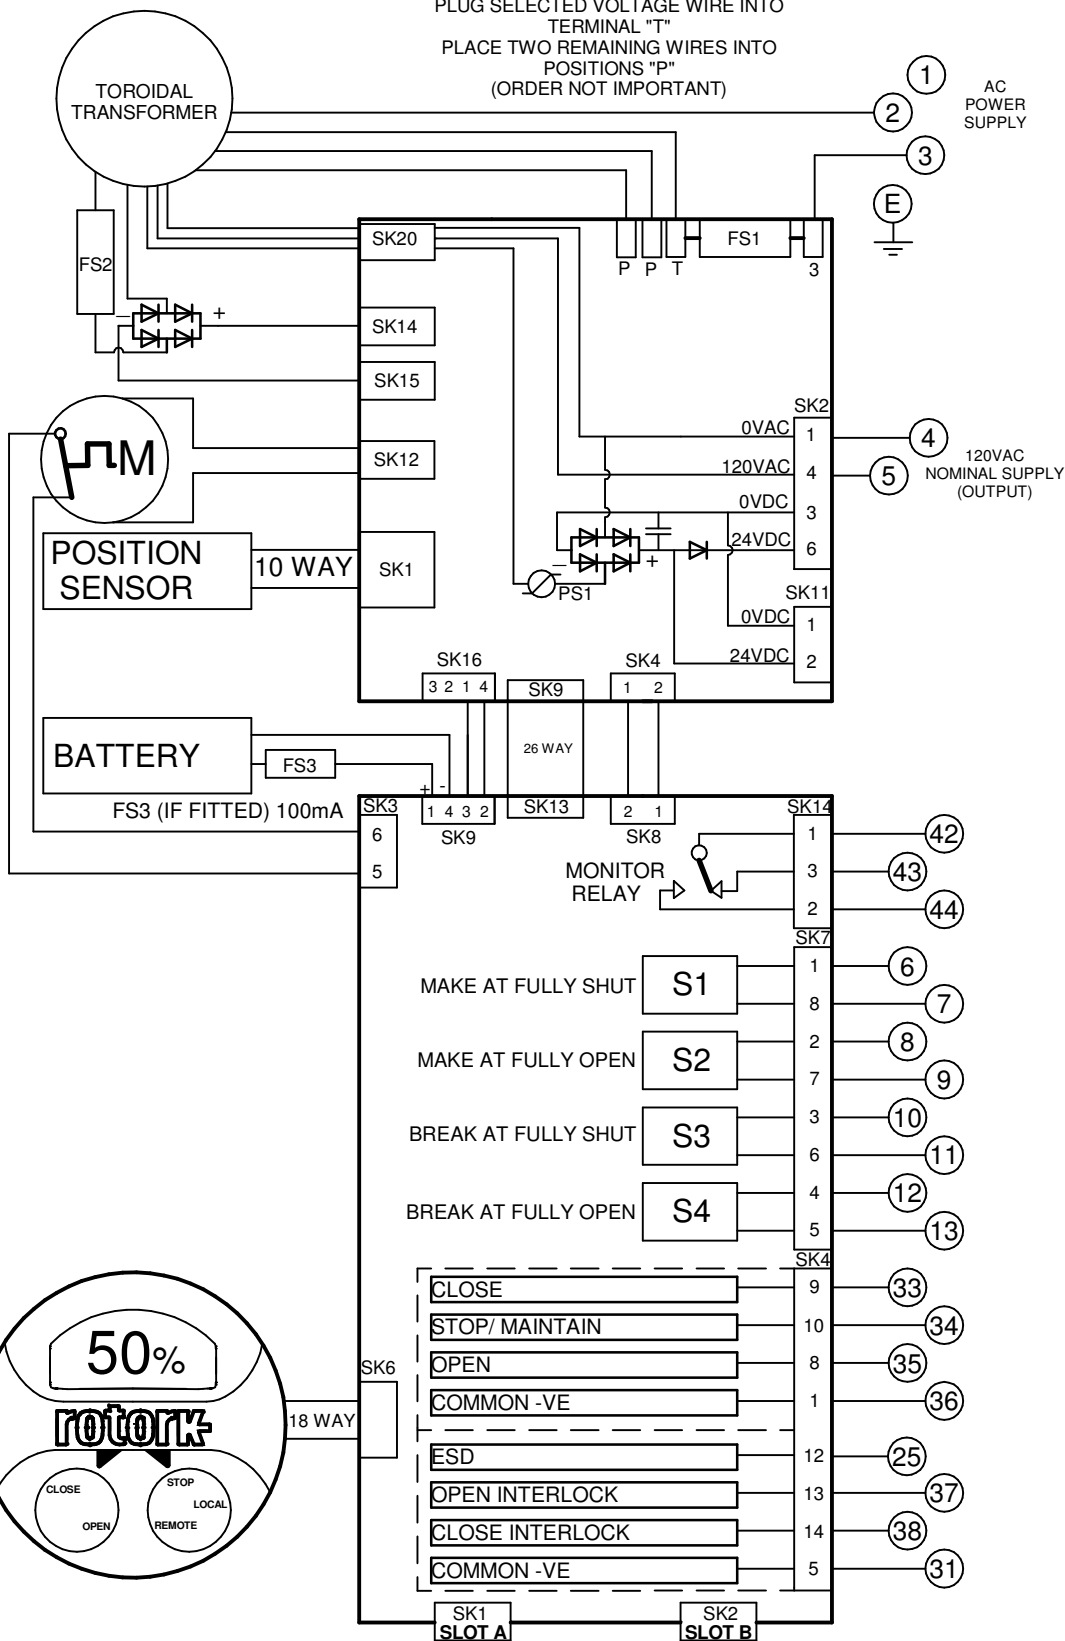 PLUG SELECTED VOLTAGE WIRE INTO
TERMINAL "T"
PLACE TWO REMAINING WIRES INTO
POSITIONS "P"
(ORDER NOT IMPORTANT)
TOROIDAL
TRANSFORMER
1
2
3
E
AC
POWER
SUPPLY
FS2
SK20
P P T
FS1
3
– +
SK14
SK15
SK12
M
SK2
0VAC 1
4
120VAC 4
5
120VAC
NOMINAL SUPPLY
(OUTPUT)
0VDC 3
24VDC 6
– +
PS1
POSITION
SENSOR
10 WAY
SK1
SK11
0VDC 1
24VDC 2
SK16
3 2 1 4
SK9
SK4
1 2
26 WAY
BATTERY
FS3
+ -
FS3 (IF FITTED) 100mA
SK3
6
5
1 4 3 2
SK9
SK13
2 1
SK8
SK14
MONITOR
RELAY
1 42
3 43
2 44
SK7
MAKE AT FULLY SHUT S1
1 6
8 7
MAKE AT FULLY OPEN S2
2 8
7 9
BREAK AT FULLY SHUT S3
3 10
6 11
BREAK AT FULLY OPEN S4
4 12
5 13
SK4
CLOSE 9 33
STOP/ MAINTAIN 10 34
OPEN 8 35
COMMON -VE 1 36
ESD 12 25
OPEN INTERLOCK 13 37
CLOSE INTERLOCK 14 38
COMMON -VE 5 31
50%
rotork
CLOSE
OPEN
STOP
LOCAL
REMOTE
18 WAY
SK6
SK1
SLOT A
SK2
SLOT B